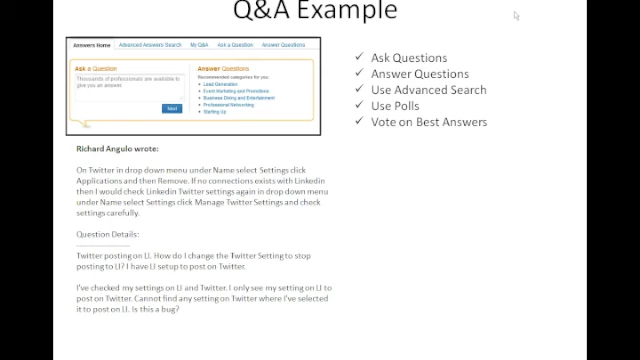 Q&A Example
Answers Home Advanced Answers Search My Q&A Ask a Question Answer Questions
Ask a Question
Thousands of professionals are available to
give you an answer
Next
Answer Questions
Recommended categories for you:
Lead Generation
Event Marketing and Promotions
Business Dining and Entertainment
Professional Networking
Starting Up
✓ Ask Questions
✓ Answer Questions
✓ Use Advanced Search
✓ Use Polls
✓ Vote on Best Answers
Richard Angulo wrote:
On Twitter in drop down menu under Name select Settings click
Applications and then Remove. If no connections exists with Linkedin
then I would check Linkedin Twitter settings again in drop down menu
under Name select Settings click Manage Twitter Settings and check
settings carefully.
Question Details:
Twitter posting on LI. How do I change the Twitter Setting to stop
posting to LI? I have LI setup to post on Twitter.
I've checked my settings on LI and Twitter. I only see my setting on LI to
post on Twitter. Cannot find any setting on Twitter where I've selected
it to post on LI. Is this a bug?